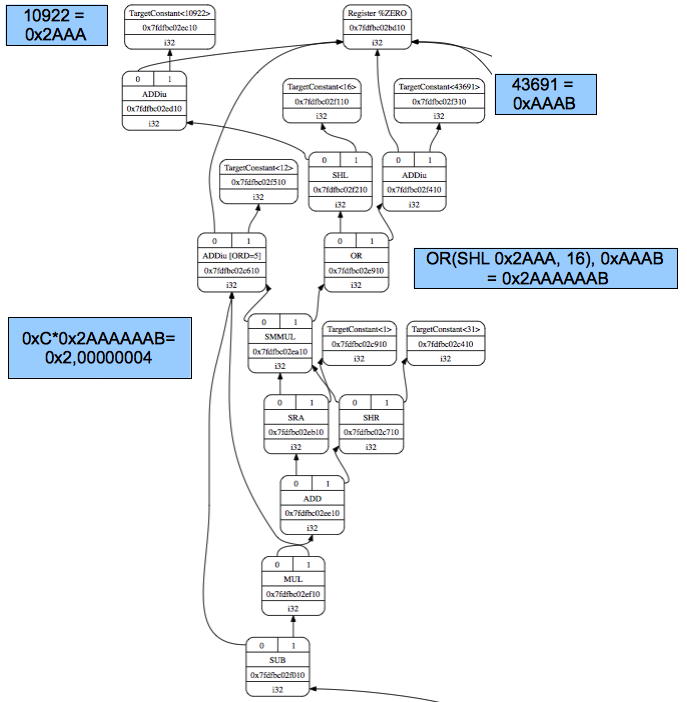 10922 =
0x2AAA
TargetConstant<10922>
0x7fdfbc02ec10
i32
Register %ZERO
0x7fdfbc02bd10
i32
0 1
ADDiu
0x7fdfbc02ed10
i32
TargetConstant<16>
0x7fdfbc02f110
i32
TargetConstant<43691>
0x7fdfbc02f310
i32
43691 =
0xAAAB
0 1
SHL
0x7fdfbc02f210
i32
0 1
ADDiu
0x7fdfbc02f410
i32
TargetConstant<12>
0x7fdfbc02f510
i32
0 1
ADDiu [ORD=5]
0x7fdfbc02c610
i32
0 1
OR
0x7fdfbc02e910
i32
OR(SHL 0x2AAA, 16), 0xAAAB
= 0x2AAAAAAB
0xC*0x2AAAAAAB=
0x2,00000004
0 1
SMMUL
0x7fdfbc02ea10
i32
TargetConstant<1>
0x7fdfbc02c910
i32
TargetConstant<31>
0x7fdfbc02c410
i32
0 1
SRA
0x7fdfbc02eb10
i32
0 1
SHR
0x7fdfbc02c710
i32
0 1
ADD
0x7fdfbc02ee10
i32
0 1
MUL
0x7fdfbc02ef10
i32
0 1
SUB
0x7fdfbc02f010
i32